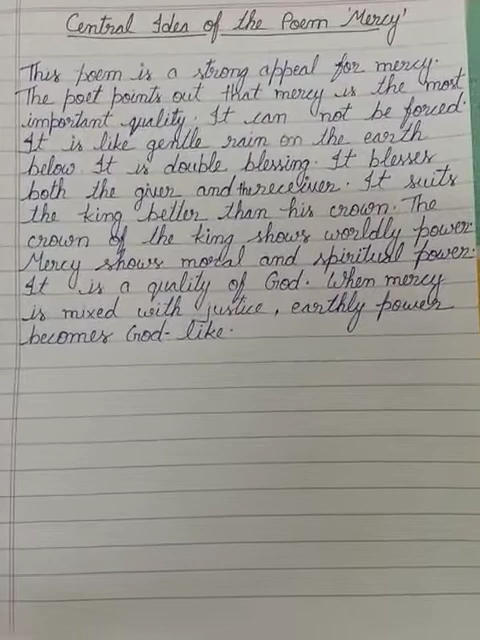 Central Idea of the Poem 'Mercy'
This poem is a strong appeal for mercy.
The poet points out that mercy is the most
important quality. It can not be forced.
It is like gentle rain on the earth
below. It is double blessing. It blesses
both the giver and the receiver. It suits
the king better than his crown. The
crown of the king shows worldly power.
Mercy shows moral and spiritual power.
It is a quality of God. When mercy
is mixed with justice, earthly power
becomes God-like.